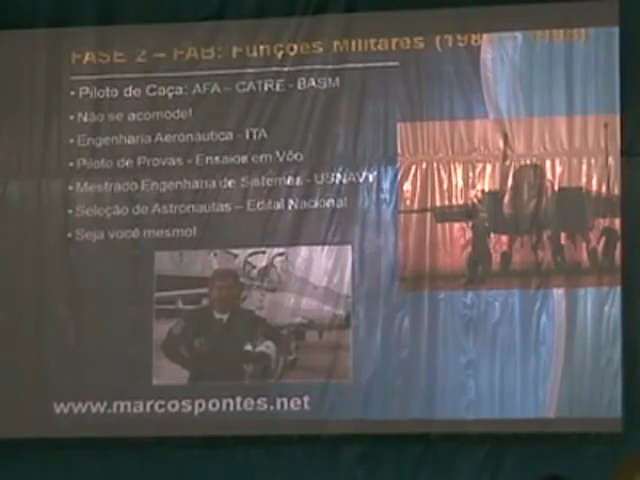 FASE 2 – FAB: Funções Militares (198
• Piloto de Caça: AFA – CATRE - BASM
• Não se acomode!
• Engenharia Aeronáutica - ITA
• Piloto de Provas - Ensaios em Vôo
• Mestrado Engenharia de Sistemas - USNAVY
• Seleção de Astronautas – Edital Nacional
• Seja você mesmo!
www.marcospontes.net